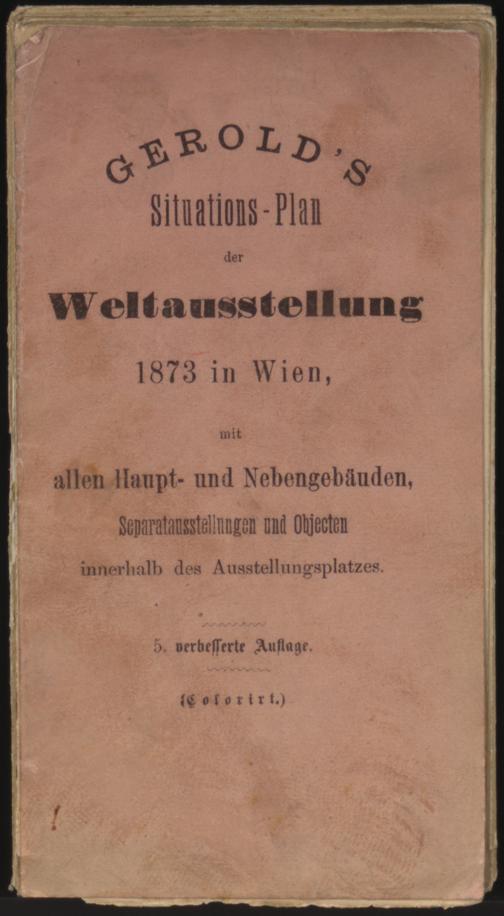 GEROLD'S
Situations-Plan
der
Weltausstellung
1873 in Wien,
mit
allen Haupt- und Nebengebäuden,
Separatausstellungen und Objecten
innerhalb des Ausstellungsplatzes.
5. verbesserte Auflage.
(Colorirt.)